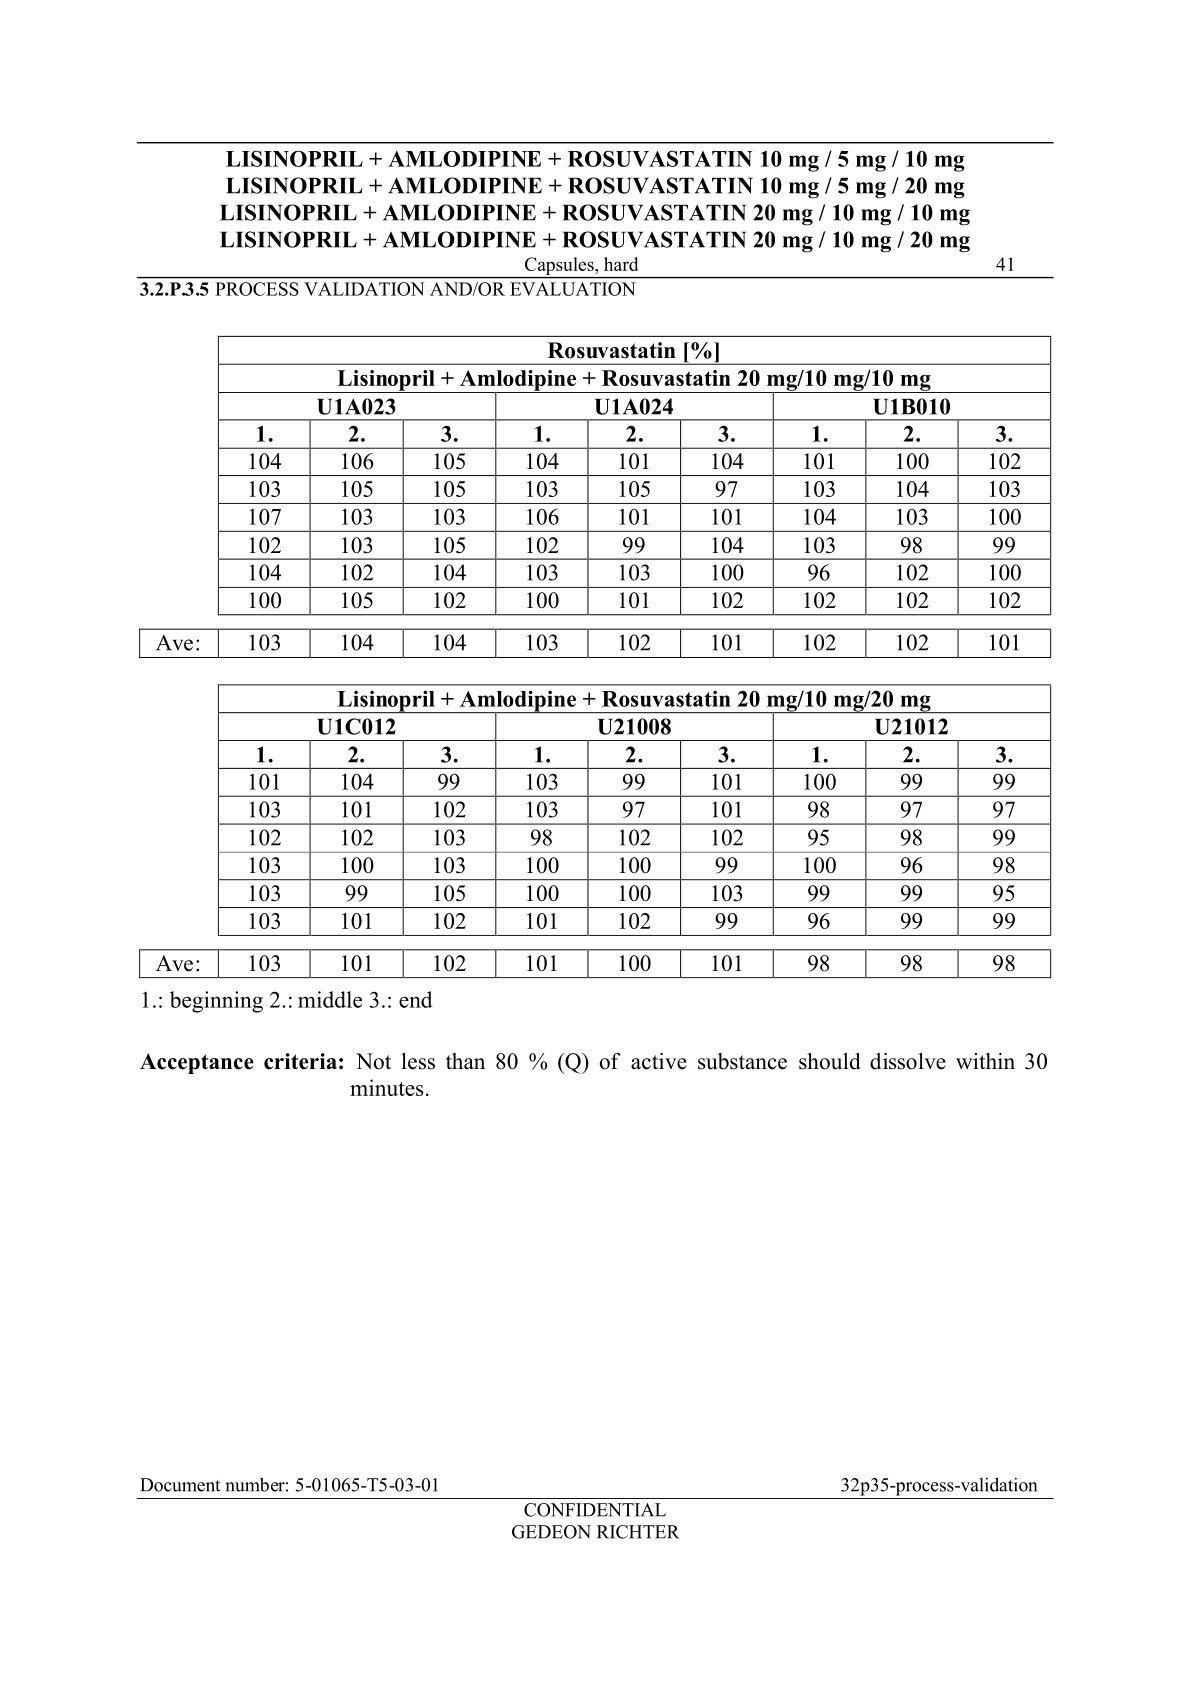 LISINOPRIL + AMLODIPINE + ROSUVASTATIN 10 mg / 5 mg / 10 mg
LISINOPRIL + AMLODIPINE + ROSUVASTATIN 10 mg / 5 mg / 20 mg
LISINOPRIL + AMLODIPINE + ROSUVASTATIN 20 mg / 10 mg / 10 mg
LISINOPRIL + AMLODIPINE + ROSUVASTATIN 20 mg / 10 mg / 20 mg
Capsules, hard 41
3.2.P.3.5 PROCESS VALIDATION AND/OR EVALUATION
Rosuvastatin [%]
Lisinopril + Amlodipine + Rosuvastatin 20 mg/10 mg/10 mg
U1A023 U1A024 U1B010
1. 2. 3. 1. 2. 3. 1. 2. 3.
104 106 105 104 101 104 101 100 102
103 105 105 103 105 97 103 104 103
107 103 103 106 101 101 104 103 100
102 103 105 102 99 104 103 98 99
104 102 104 103 103 100 96 102 100
100 105 102 100 101 102 102 102 102
Ave: 103 104 104 103 102 101 102 102 101
Lisinopril + Amlodipine + Rosuvastatin 20 mg/10 mg/20 mg
U1C012 U21008 U21012
1. 2. 3. 1. 2. 3. 1. 2. 3.
101 104 99 103 99 101 100 99 99
103 101 102 103 97 101 98 97 97
102 102 103 98 102 102 95 98 99
103 100 103 100 100 99 100 96 98
103 99 105 100 100 103 99 99 95
103 101 102 101 102 99 96 99 99
Ave: 103 101 102 101 100 101 98 98 98
1.: beginning 2.: middle 3.: end
Acceptance criteria: Not less than 80 % (Q) of active substance should dissolve within 30
minutes.
Document number: 5-01065-T5-03-01 32p35-process-validation
CONFIDENTIAL
GEDEON RICHTER